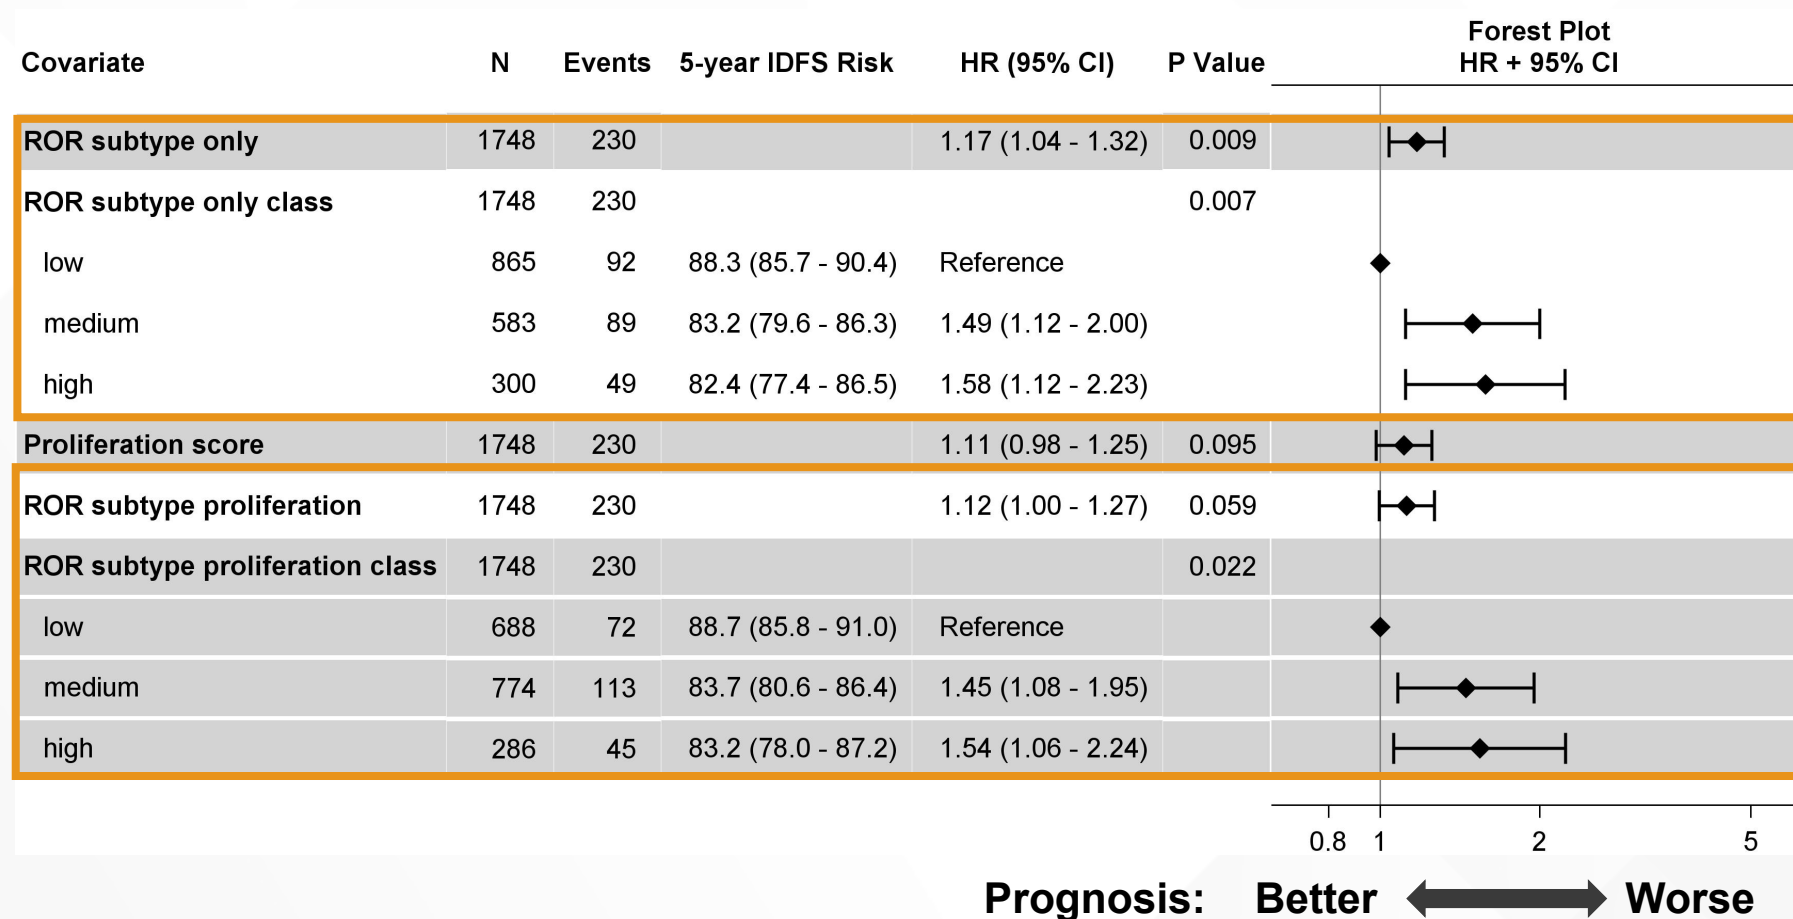 Covariate N Events 5-year IDFS Risk HR (95% CI) P Value Forest Plot
HR + 95% CI
ROR subtype only 1748 230 1.17 (1.04 - 1.32) 0.009
ROR subtype only class 1748 230 0.007
low 865 92 88.3 (85.7 - 90.4) Reference
medium 583 89 83.2 (79.6 - 86.3) 1.49 (1.12 - 2.00)
high 300 49 82.4 (77.4 - 86.5) 1.58 (1.12 - 2.23)
Proliferation score 1748 230 1.11 (0.98 - 1.25) 0.095
ROR subtype proliferation 1748 230 1.12 (1.00 - 1.27) 0.059
ROR subtype proliferation class 1748 230 0.022
low 688 72 88.7 (85.8 - 91.0) Reference
medium 774 113 83.7 (80.6 - 86.4) 1.45 (1.08 - 1.95)
high 286 45 83.2 (78.0 - 87.2) 1.54 (1.06 - 2.24)
0.8 1 2 5
Prognosis: Better Worse